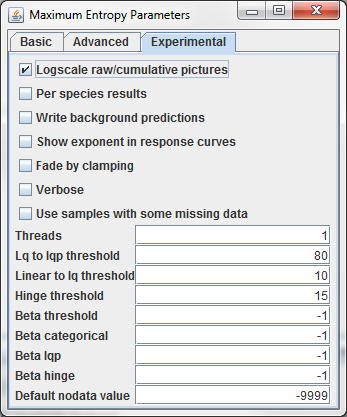 Maximum Entropy Parameters
Basic Advanced Experimental
Logscale raw/cumulative pictures
Per species results
Write background predictions
Show exponent in response curves
Fade by clamping
Verbose
Use samples with some missing data
Threads 1
Lq to lqp threshold 80
Linear to lq threshold 10
Hinge threshold 15
Beta threshold -1
Beta categorical -1
Beta lqp -1
Beta hinge -1
Default nodata value -9999